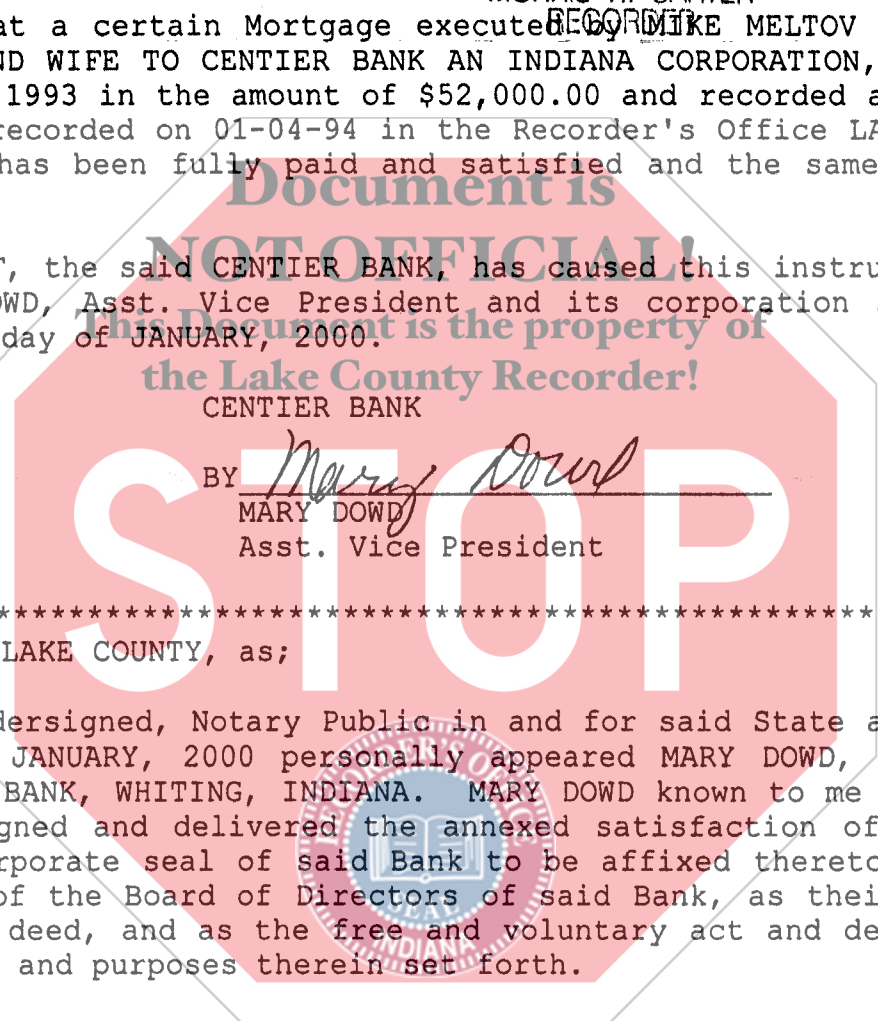 RECORDER
at a certain Mortgage executed by MIKE MELTOV
ND WIFE TO CENTIER BANK AN INDIANA CORPORATION,
1993 in the amount of $52,000.00 and recorded a
recorded on 01-04-94 in the Recorder's Office LA
has been fully paid and satisfied and the same
Document is
NOT OFFICIAL!
, the said CENTIER BANK, has caused this instru
OWD, Asst. Vice President and its corporation
This Document is the property of
day of JANUARY, 2000.
the Lake County Recorder!
CENTIER BANK
BY Mary Dowd
MARY DOWD
Asst. Vice President
STOP
************************************************
LAKE COUNTY, as;
dersigned, Notary Public in and for said State a
JANUARY, 2000 personally appeared MARY DOWD,
BANK, WHITING, INDIANA. MARY DOWD known to me
gned and delivered the annexed satisfaction of
rporate seal of said Bank to be affixed thereto
of the Board of Directors of said Bank, as thei
deed, and as the free and voluntary act and de
and purposes therein set forth.
RECORDER'S OFFICE
SEAL
INDIANA